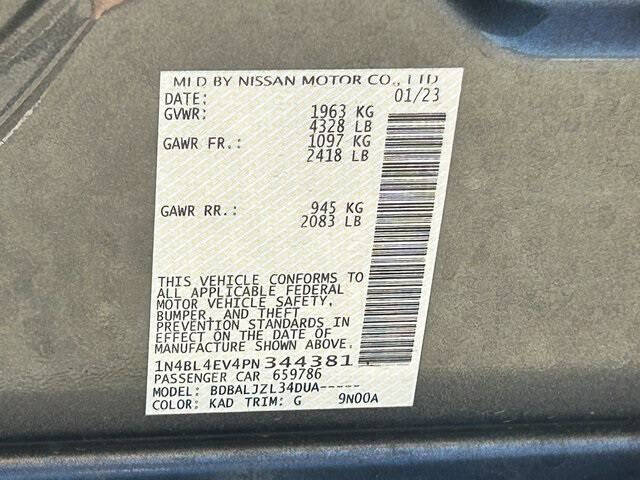 MFD BY NISSAN MOTOR CO., LTD
DATE: 01/23
GVWR: 1963 KG
4328 LB
GAWR FR.: 1097 KG
2418 LB
GAWR RR.: 945 KG
2083 LB
THIS VEHICLE CONFORMS TO
ALL APPLICABLE FEDERAL
MOTOR VEHICLE SAFETY,
BUMPER, AND THEFT
PREVENTION STANDARDS IN
EFFECT ON THE DATE OF
MANUFACTURE SHOWN ABOVE.
1N4BL4EV4PN344381
PASSENGER CAR 659786
MODEL: BDBALJZL34DUA-----
COLOR: KAD TRIM: G 9N00A